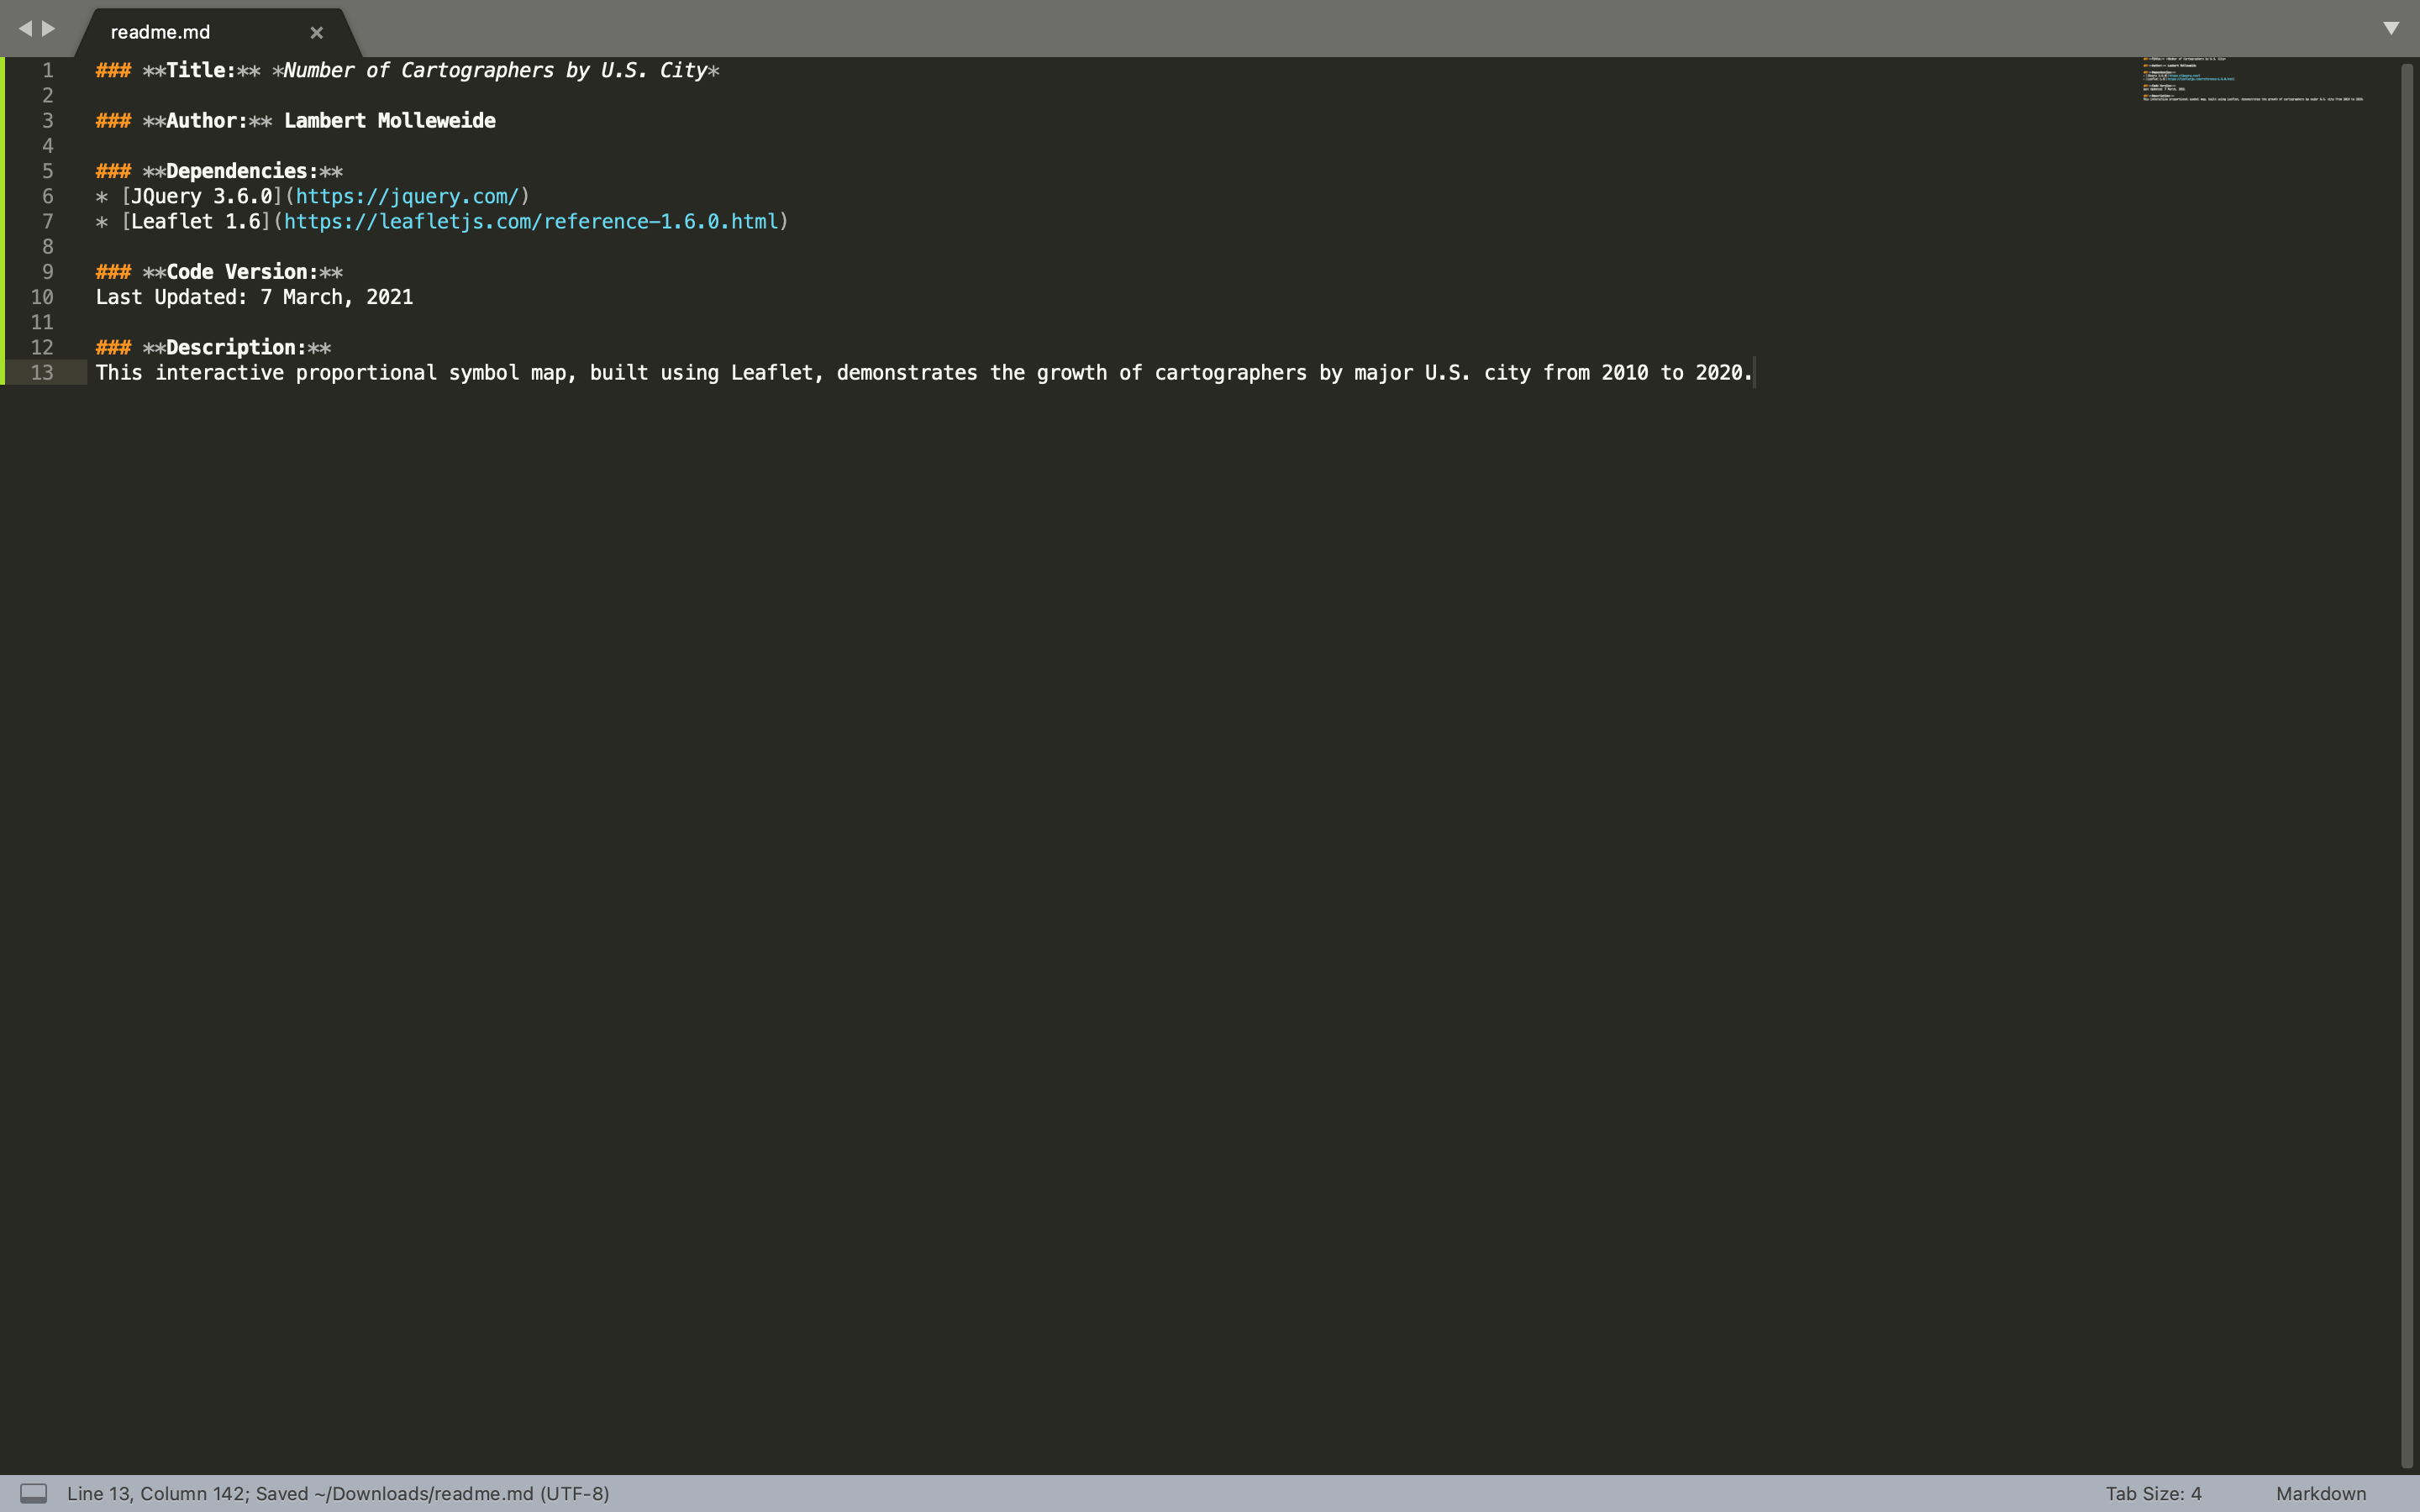 readme.md ×
1 ### **Title:** *Number of Cartographers by U.S. City*
2
3 ### **Author:** Lambert Molleweide
4
5 ### **Dependencies:**
6 * [JQuery 3.6.0](https://jquery.com/)
7 * [Leaflet 1.6](https://leafletjs.com/reference-1.6.0.html)
8
9 ### **Code Version:**
10 Last Updated: 7 March, 2021
11
12 ### **Description:**
13 This interactive proportional symbol map, built using Leaflet, demonstrates the growth of cartographers by major U.S. city from 2010 to 2020.
Line 13, Column 142; Saved ~/Downloads/readme.md (UTF-8) Tab Size: 4 Markdown